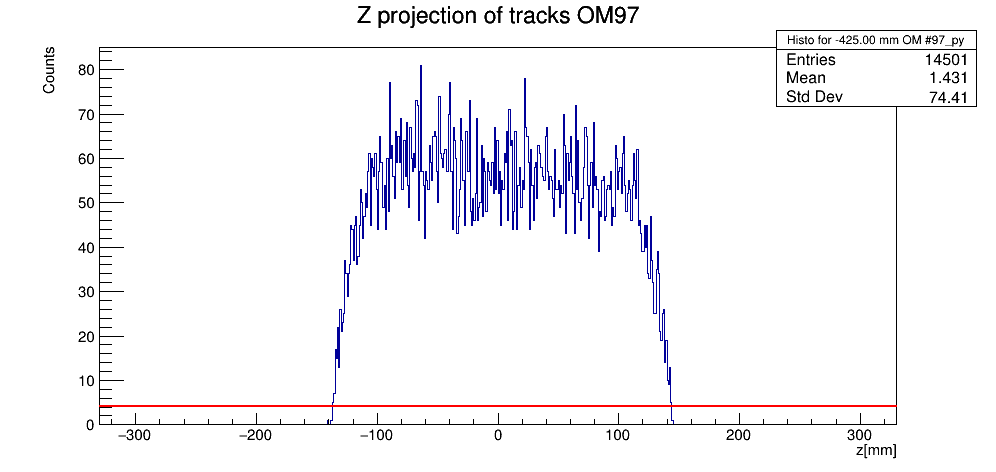 Z projection of tracks OM97
Histo for -425.00 mm OM #97_py
Entries 14501
Mean 1.431
Std Dev 74.41
Counts
80
70
60
50
40
30
20
10
0
−300 −200 −100 0 100 200 300
z[mm]